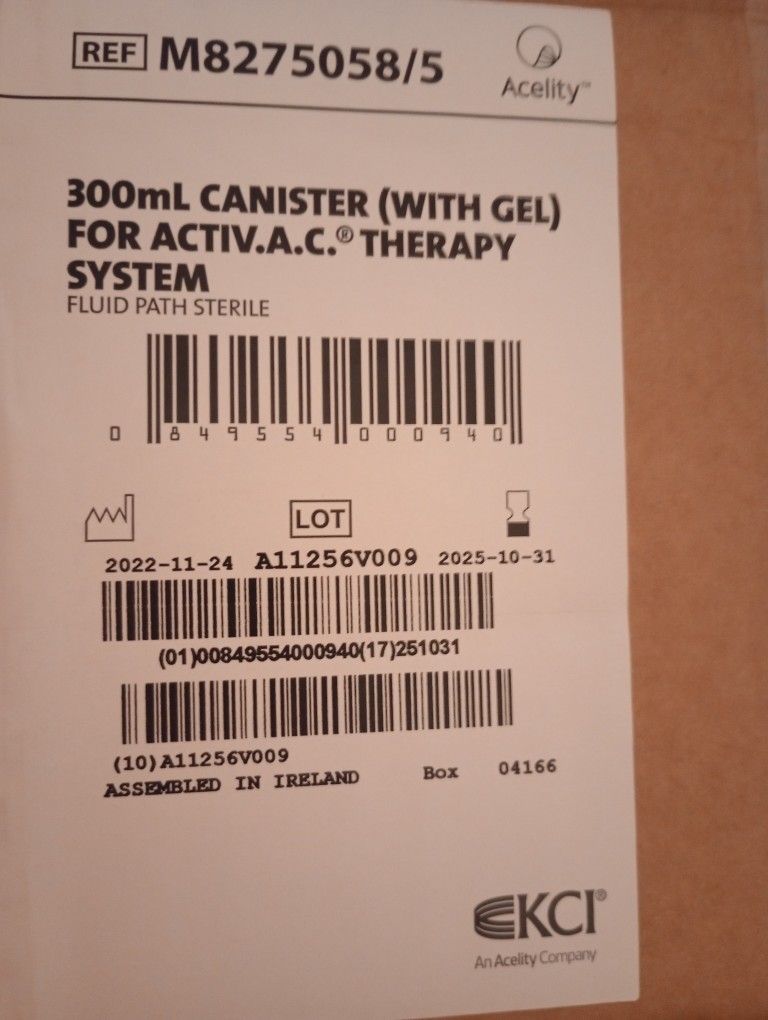 REF M8275058/5
Acelity™
300mL CANISTER (WITH GEL)
FOR ACTIV.A.C.® THERAPY
SYSTEM
FLUID PATH STERILE
0 849554 000940
LOT
2022-11-24 A11256V009 2025-10-31
(01)00849554000940(17)251031
(10)A11256V009
ASSEMBLED IN IRELAND Box 04166
KCI®
An Acelity Company